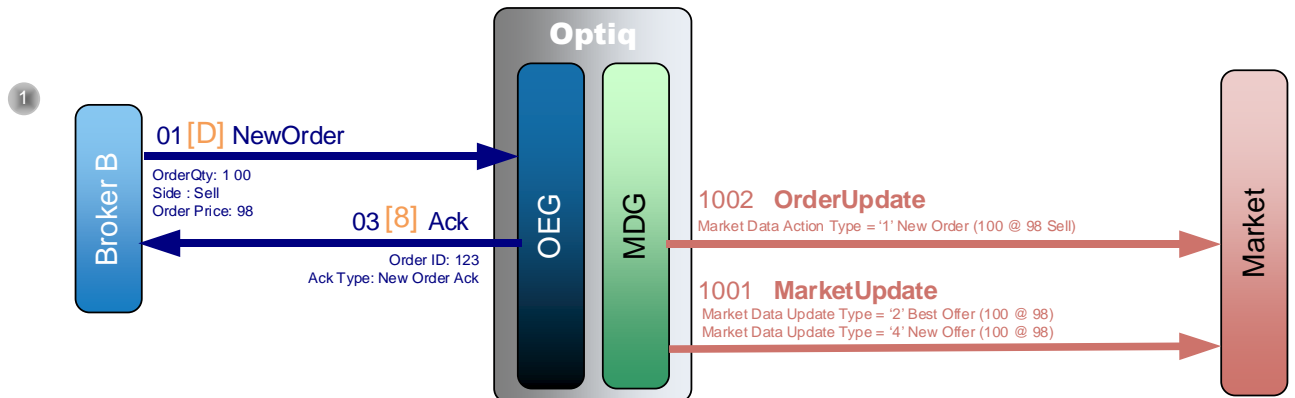 Optiq
1
Broker B
01 [D] NewOrder
OrderQty: 1 00
Side : Sell
Order Price: 98
03 [8] Ack
Order ID: 123
Ack Type: New Order Ack
OEG
MDG
1002 OrderUpdate
Market Data Action Type = ‘1’ New Order (100 @ 98 Sell)
1001 MarketUpdate
Market Data Update Type = ‘2’ Best Offer (100 @ 98)
Market Data Update Type = ‘4’ New Offer (100 @ 98)
Market